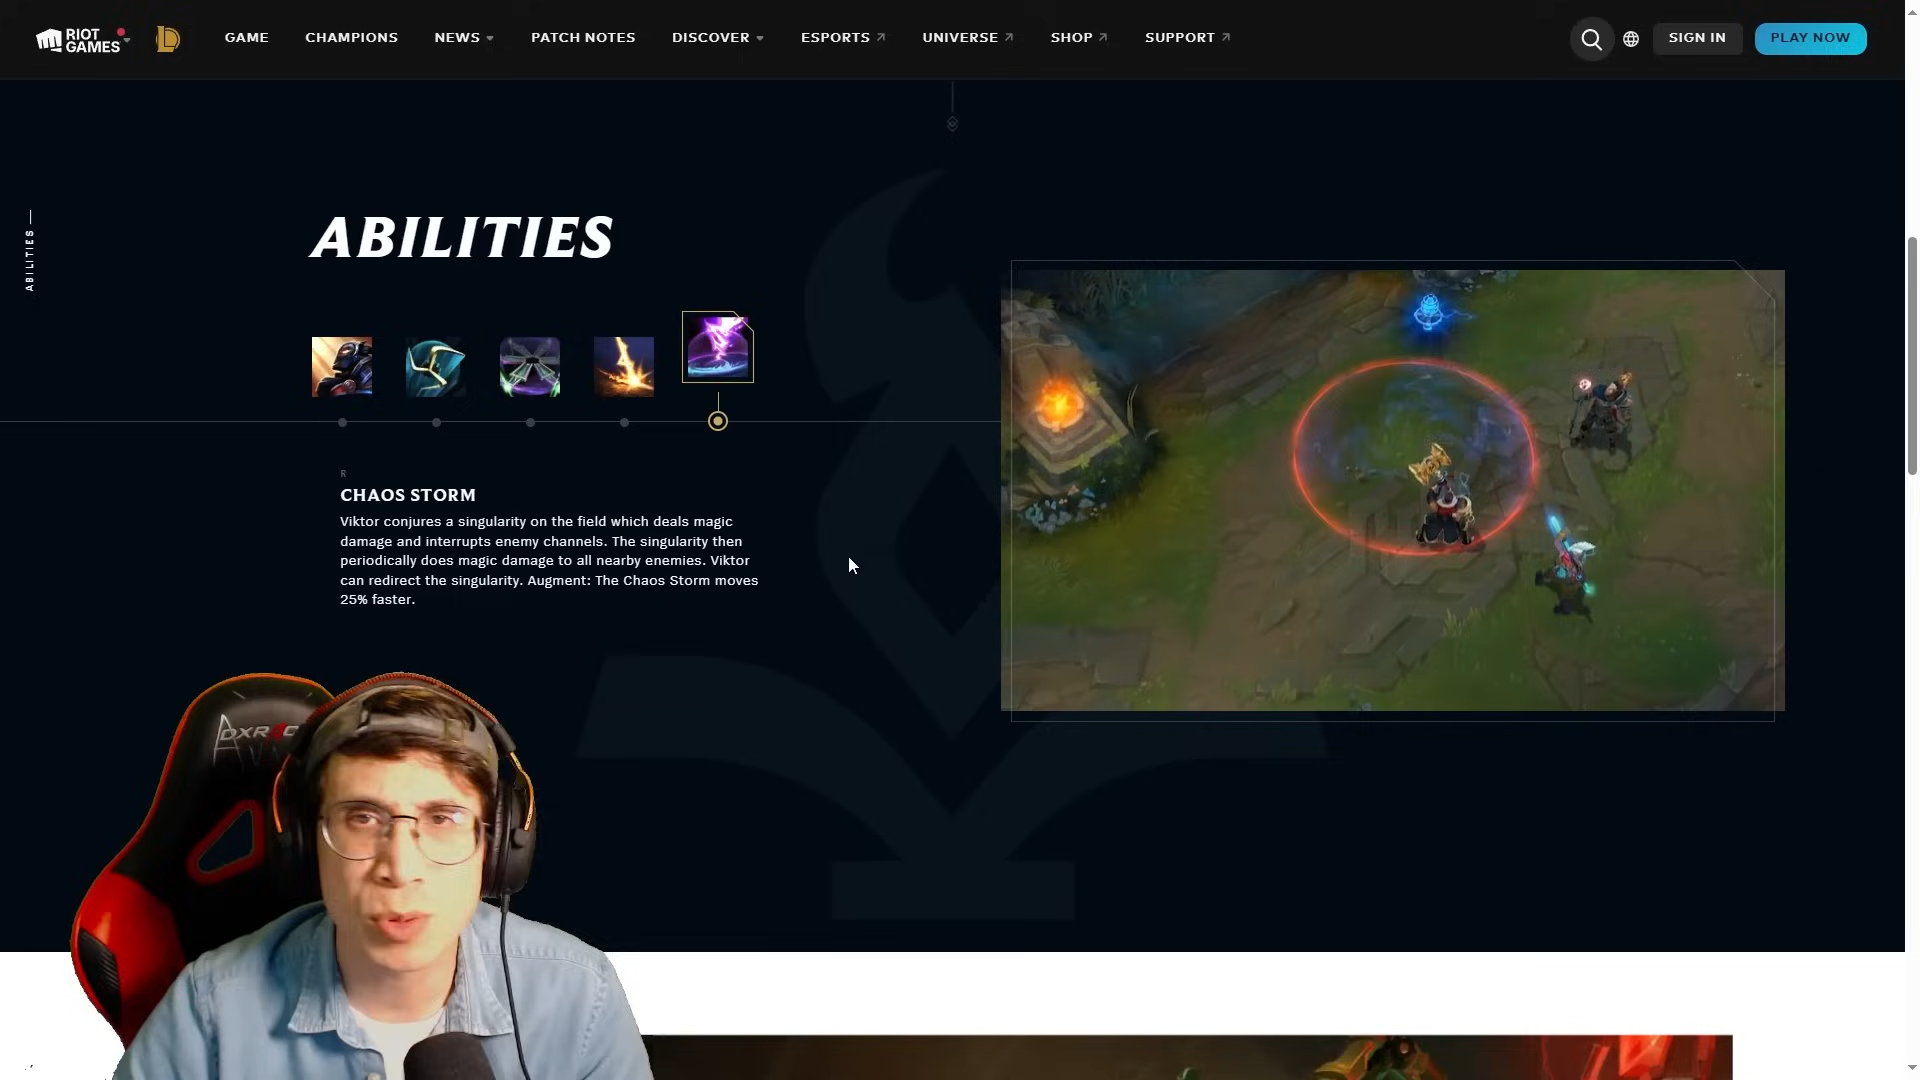 RIOT
GAMES
GAME
CHAMPIONS
NEWS
PATCH NOTES
DISCOVER
ESPORTS
UNIVERSE
SHOP
SUPPORT
SIGN IN
PLAY NOW
ABILITIES
ABILITIES
R
CHAOS STORM
Viktor conjures a singularity on the field which deals magic
damage and interrupts enemy channels. The singularity then
periodically does magic damage to all nearby enemies. Viktor
can redirect the singularity. Augment: The Chaos Storm moves
25% faster.